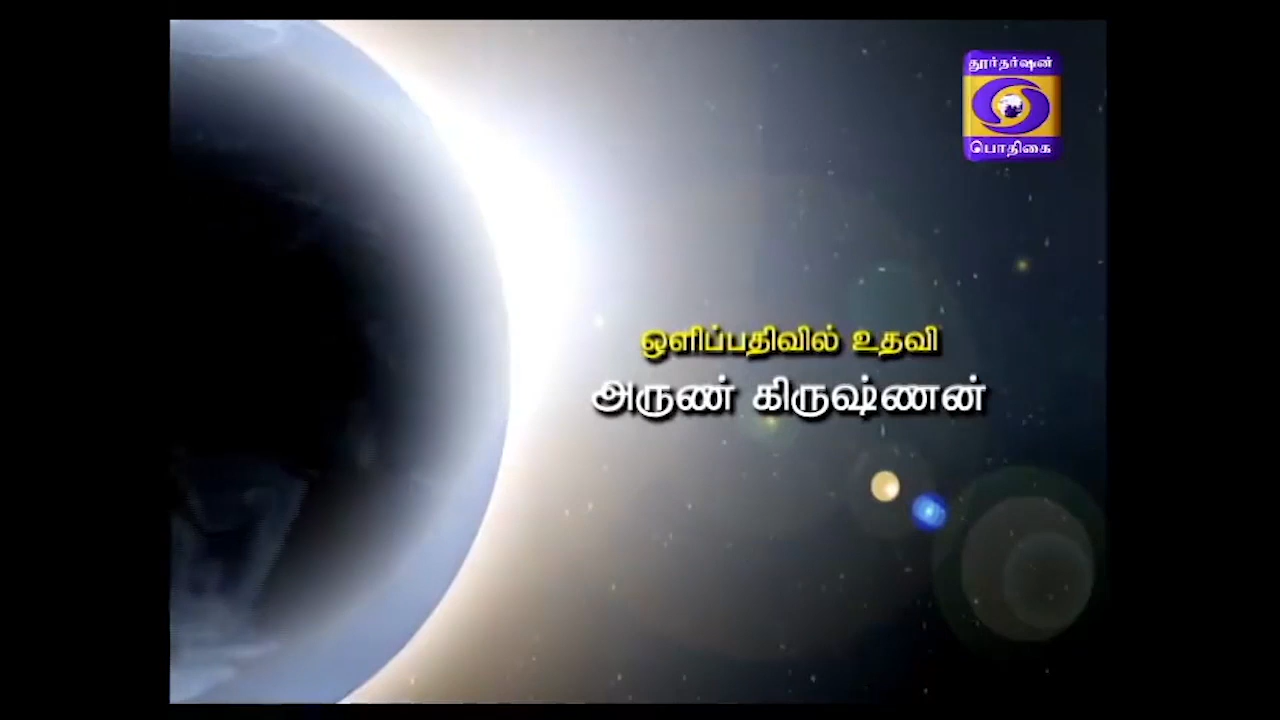 தூர்தர்ஷன்
பொதிகை
ஒளிப்பதிவில் உதவி
அருண் கிருஷ்ணன்